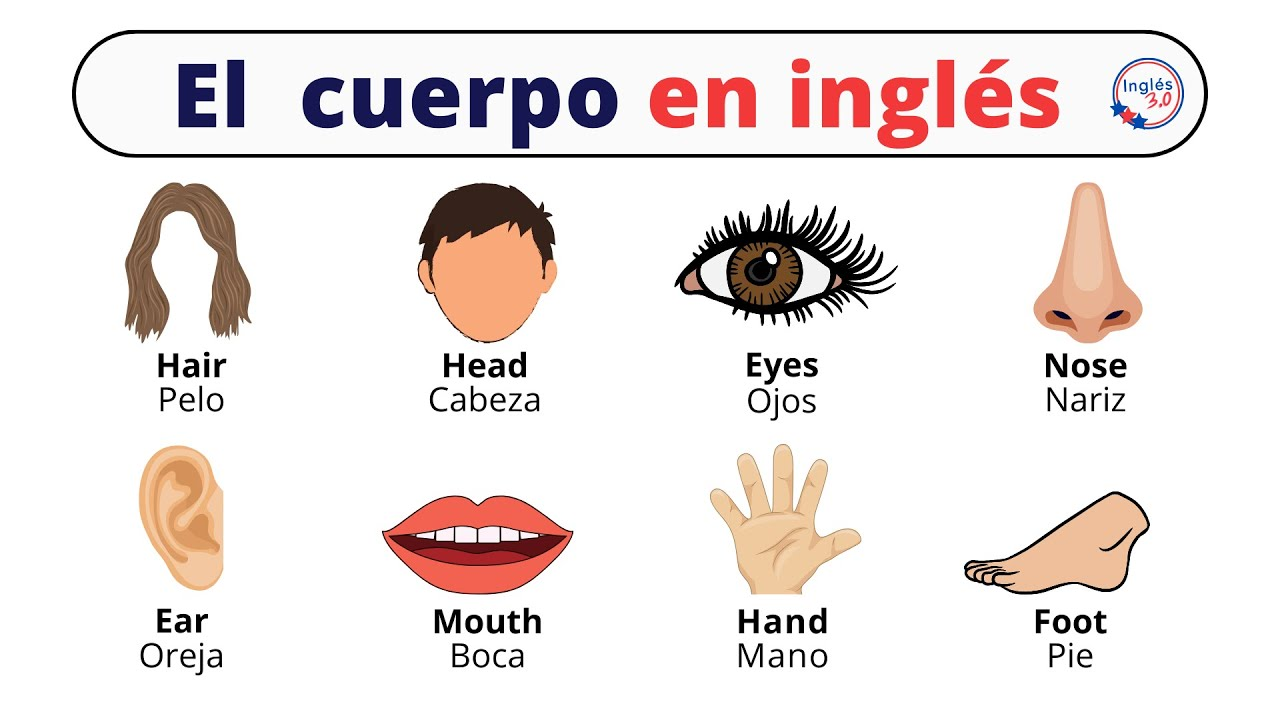 El cuerpo en inglés
Inglés
3.0
Hair
Pelo
Head
Cabeza
Eyes
Ojos
Nose
Nariz
Ear
Oreja
Mouth
Boca
Hand
Mano
Foot
Pie